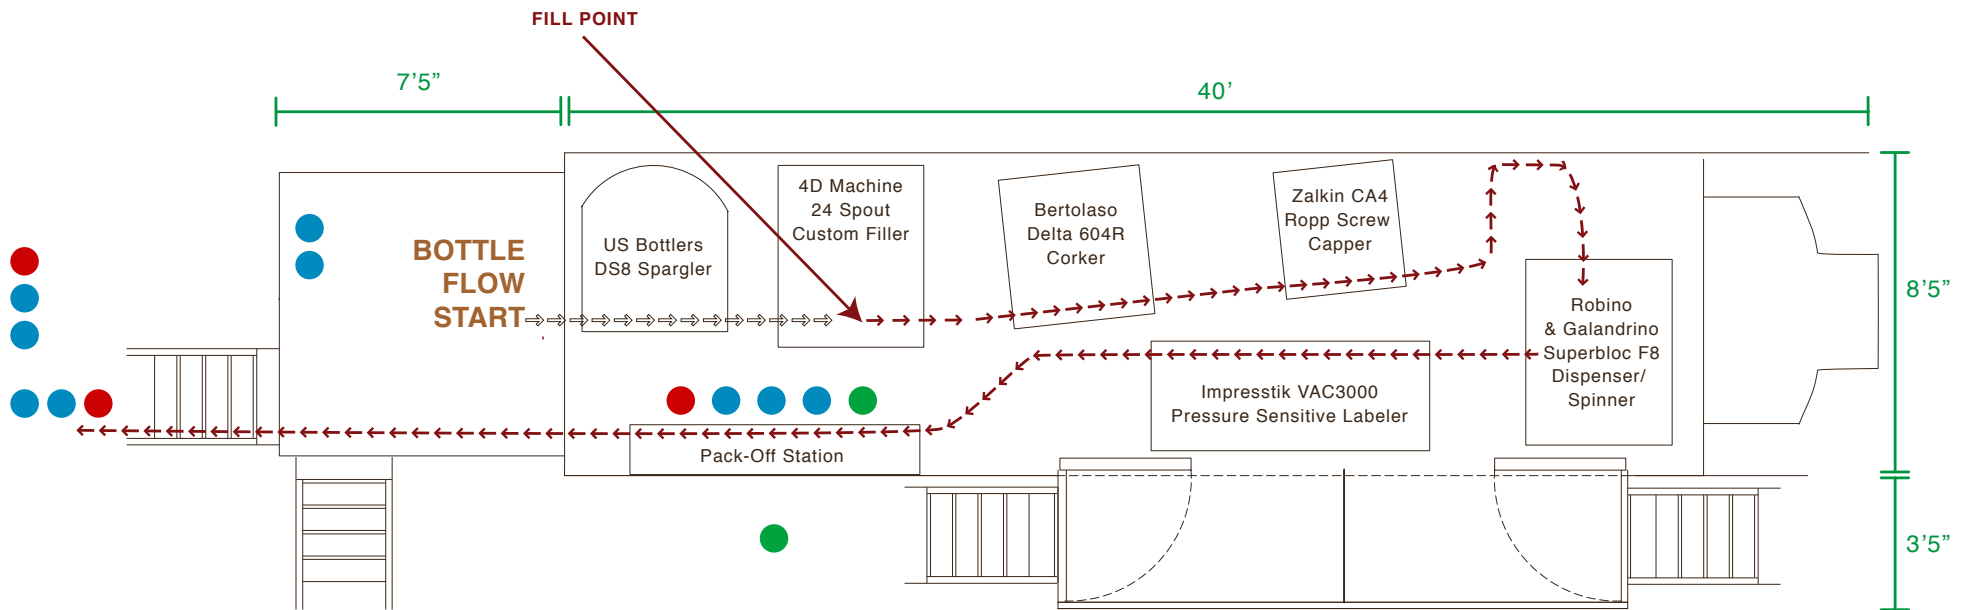 FILL POINT
7’5”
40’
BOTTLE
FLOW
START
US Bottlers
DS8 Spargler
4D Machine
24 Spout
Custom Filler
Bertolaso
Delta 604R
Corker
Zalkin CA4
Ropp Screw
Capper
Robino
& Galandrino
Superbloc F8
Dispenser/
Spinner
8’5”
Impresstik VAC3000
Pressure Sensitive Labeler
Pack-Off Station
3’5”